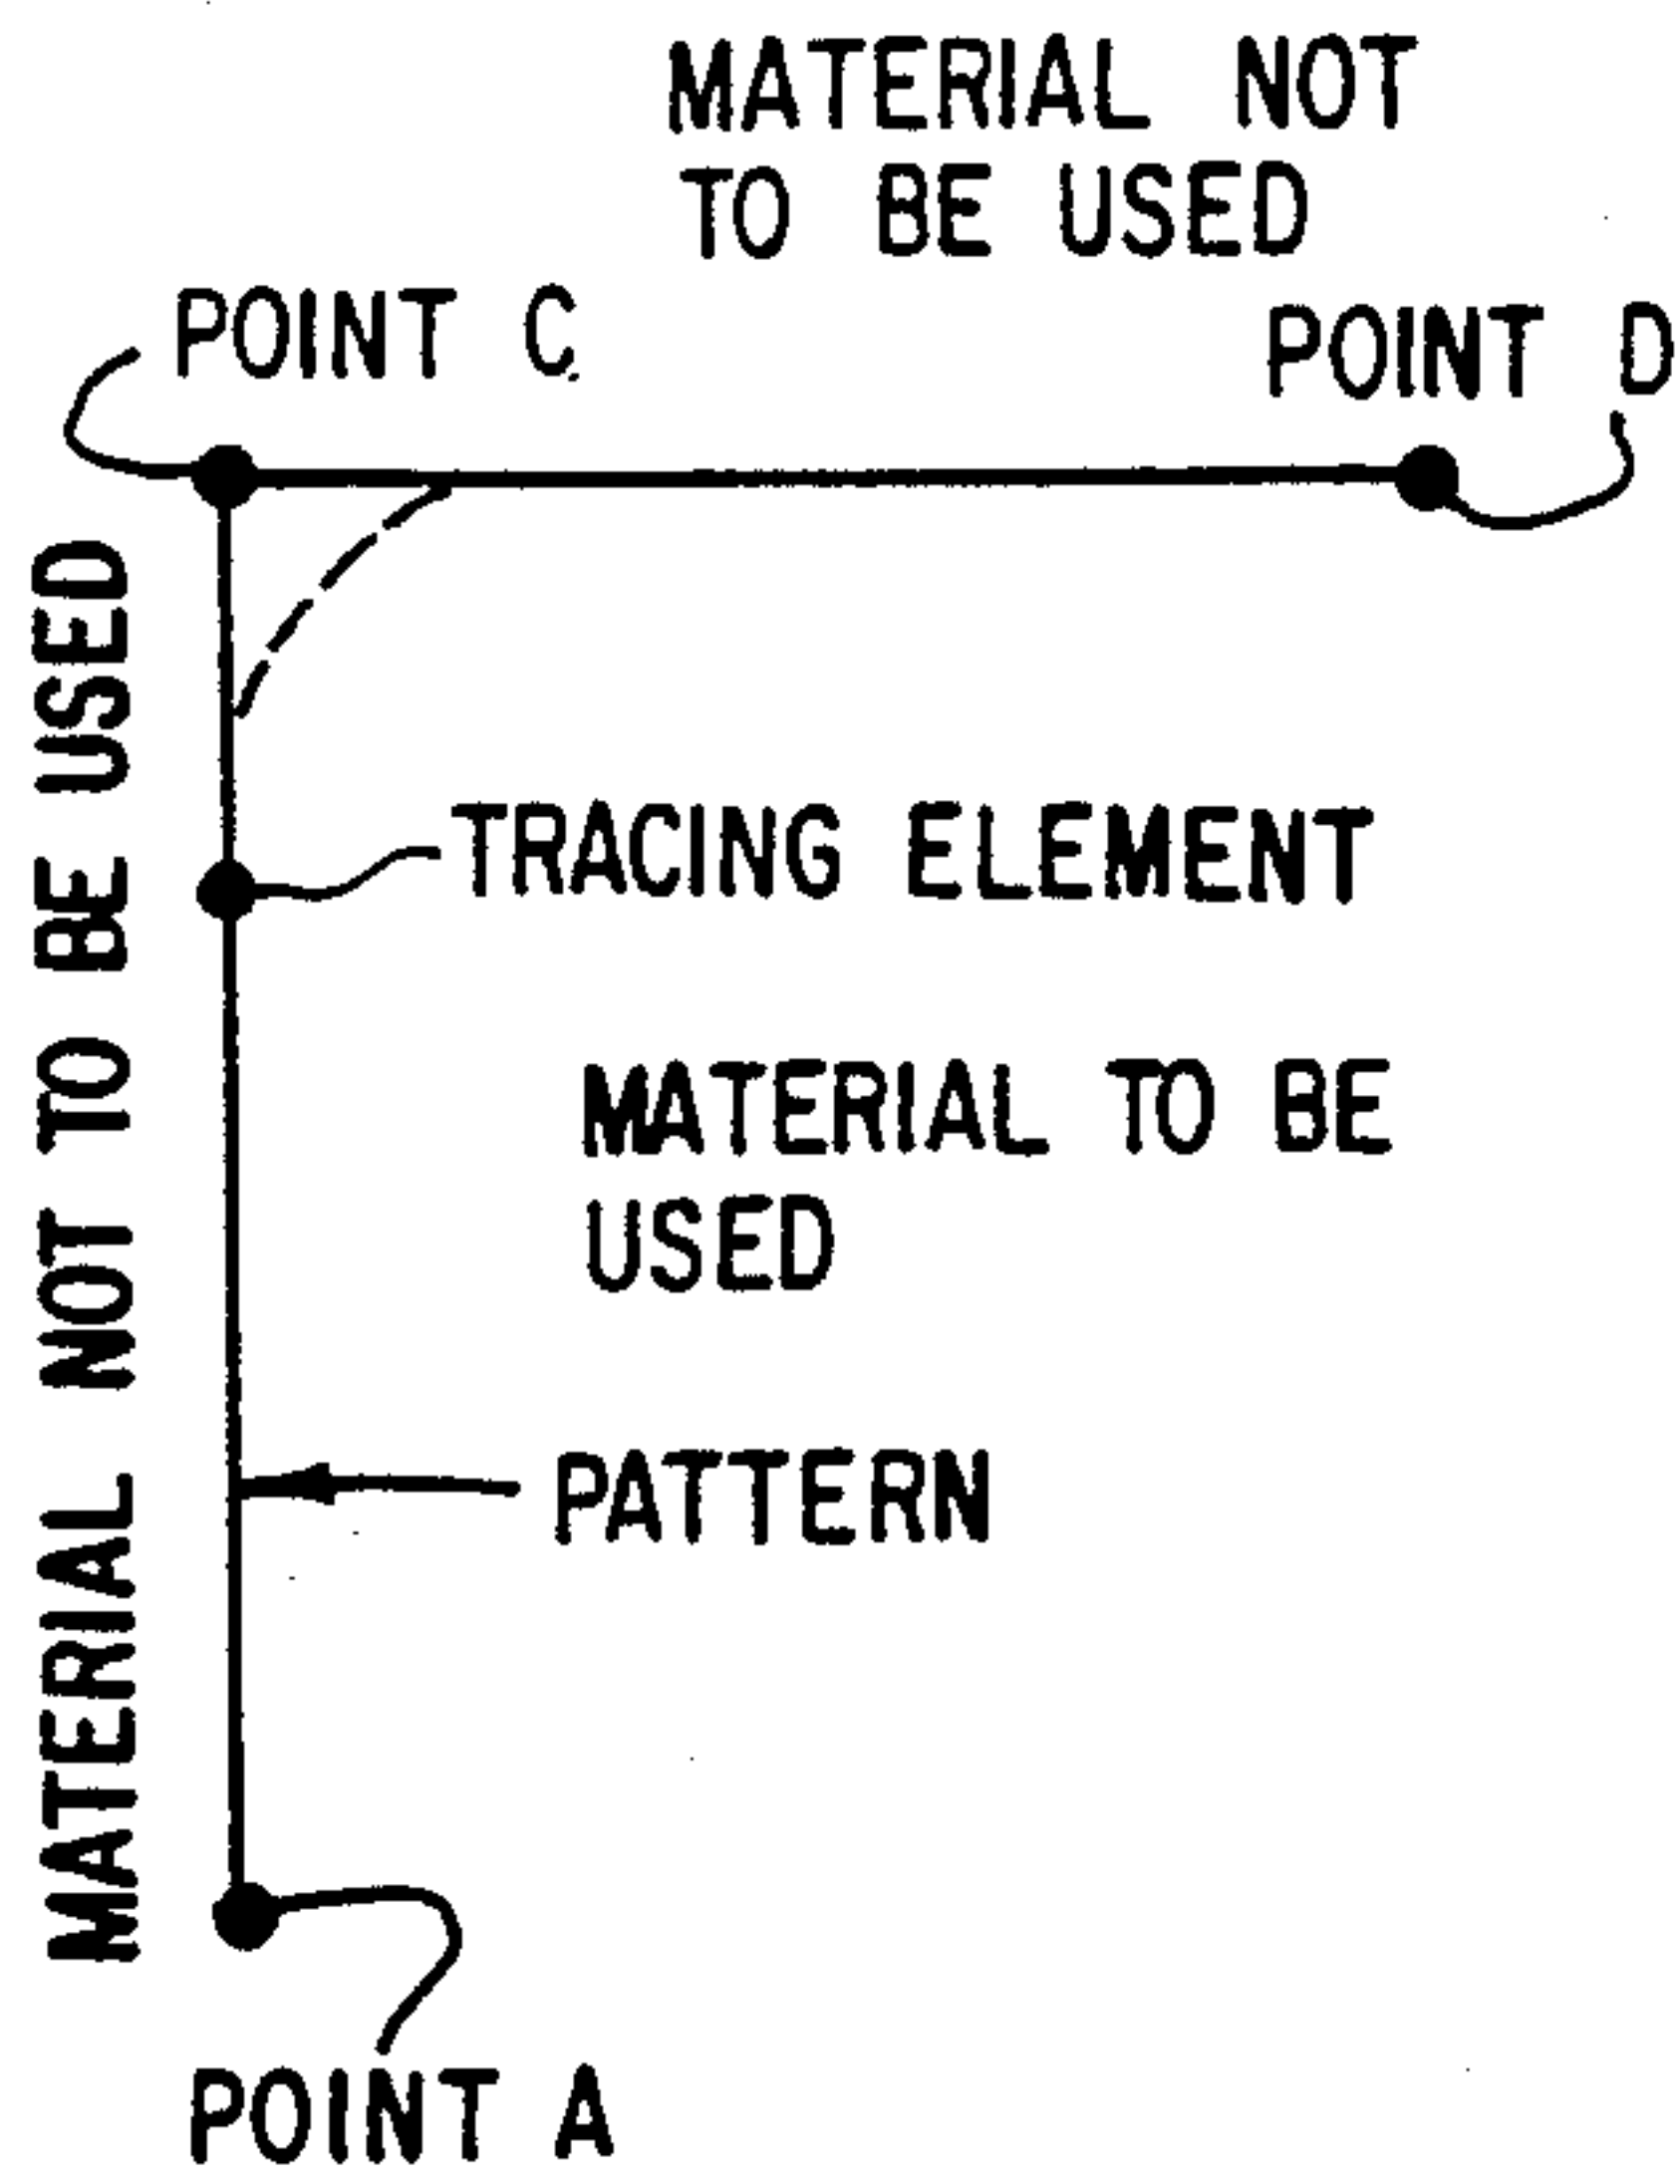 MATERIAL NOT
TO BE USED
POINT C
POINT D
MATERIAL NOT TO BE USED
TRACING ELEMENT
MATERIAL TO BE
USED
PATTERN
POINT A